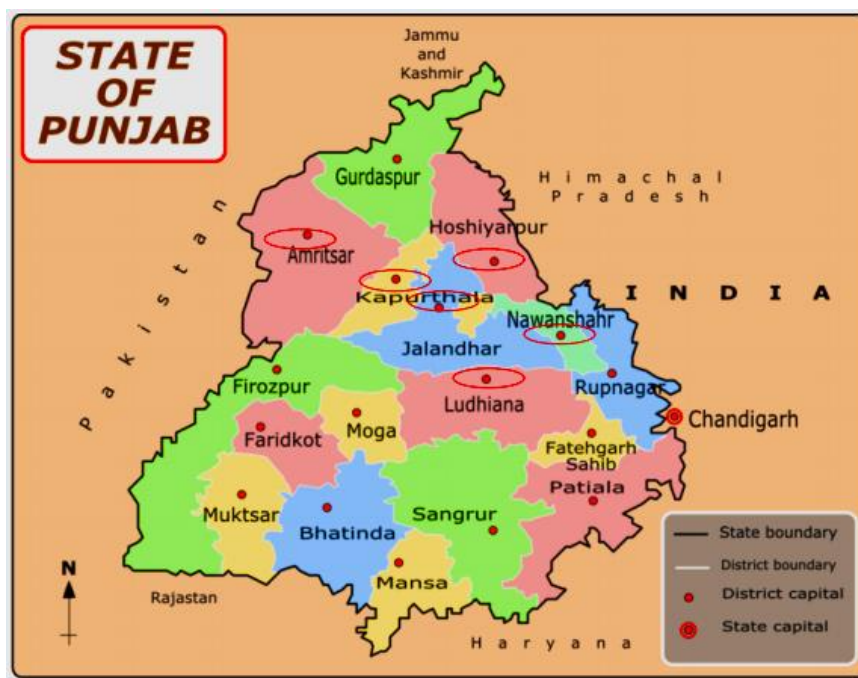 STATE
OF
PUNJAB
Jammu
and
Kashmir
Gurdaspur
Himachal
Pradesh
Hoshiyarpur
Pakistan
Amritsar
Kapurthala
INDIA
Nawanshahr
Jalandhar
Firozpur
Rupnagar
Ludhiana
Chandigarh
Moga
Faridkot
Fatehgarh
Sahib
Patiala
Muktsar
Sangrur
Bhatinda
Mansa
N
Rajastan
Haryana
State boundary
District boundary
District capital
State capital